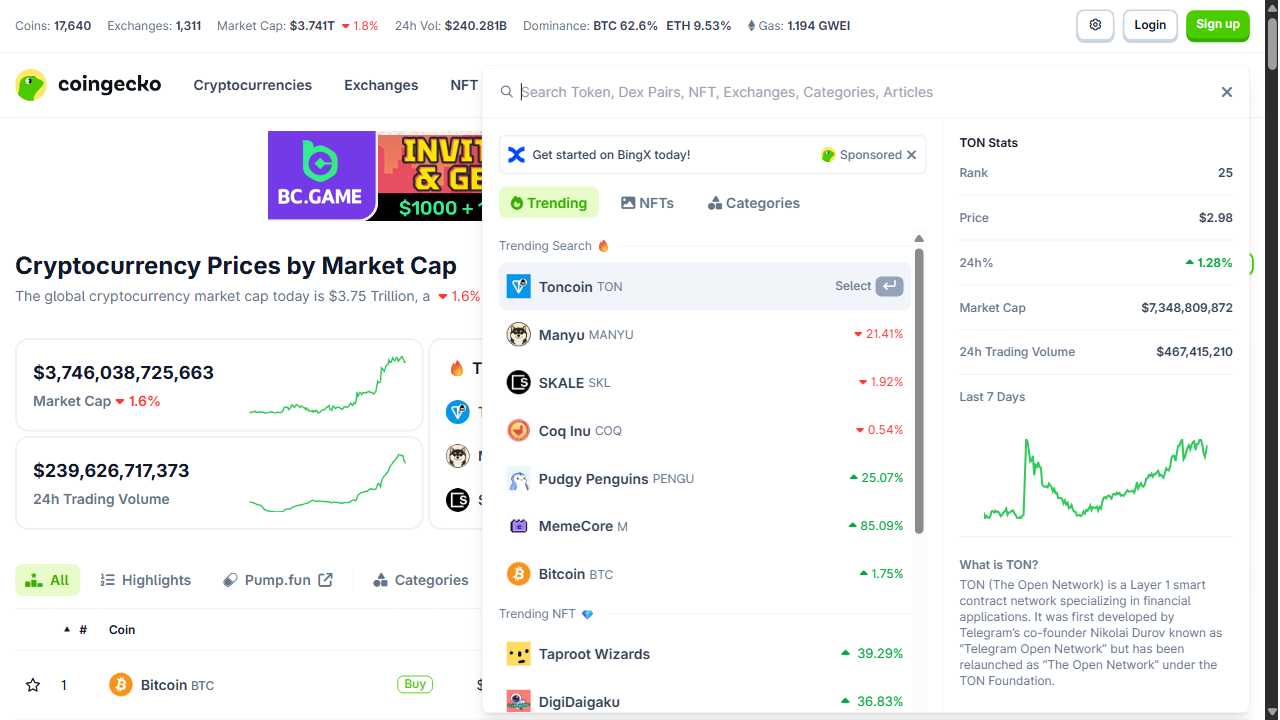 Coins: 17,640 Exchanges: 1,311 Market Cap: $3.741T 1.8% 24h Vol: $240.281B Dominance: BTC 62.6% ETH 9.53% Gas: 1.194 GWEI
Login
Sign up
coingecko
Cryptocurrencies
Exchanges
NFT
Search Token, Dex Pairs, NFT, Exchanges, Categories, Articles
BC.GAME
INVIT
& GE
$1000 +
Get started on BingX today!
Sponsored
Trending
NFTs
Categories
Trending Search
Toncoin TON
Select
Manyu MANYU
21.41%
SKALE SKL
1.92%
Coq Inu COQ
0.54%
Pudgy Penguins PENGU
25.07%
MemeCore M
85.09%
Bitcoin BTC
1.75%
Trending NFT
Taproot Wizards
39.29%
DigiDaigaku
36.83%
TON Stats
Rank
25
Price
$2.98
24h%
1.28%
Market Cap
$7,348,809,872
24h Trading Volume
$467,415,210
Last 7 Days
What is TON?
TON (The Open Network) is a Layer 1 smart
contract network specializing in financial
applications. It was first developed by
Telegram's co-founder Nikolai Durov known as
"Telegram Open Network" but has been
relaunched as "The Open Network" under the
TON Foundation.
Cryptocurrency Prices by Market Cap
The global cryptocurrency market cap today is $3.75 Trillion, a 1.6%
$3,746,038,725,663
Market Cap 1.6%
$239,626,717,373
24h Trading Volume
All
Highlights
Pump.fun
Categories
# Coin
1 Bitcoin BTC
Buy